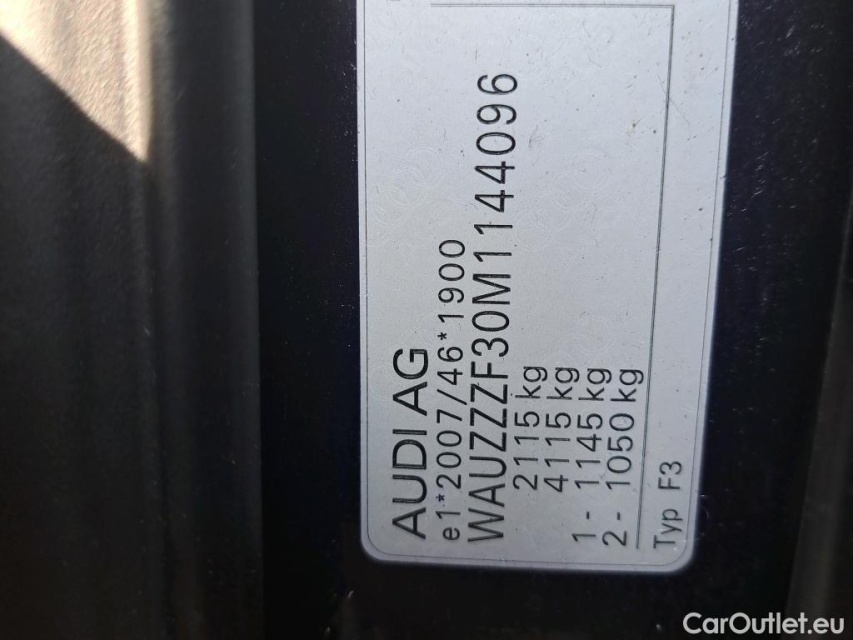 AUDI AG
e1*2007/46*1900
WAUZZZF30M1144096
2115 kg
4115 kg
1 - 1145 kg
2 - 1050 kg
Typ F3
CarOutlet.eu